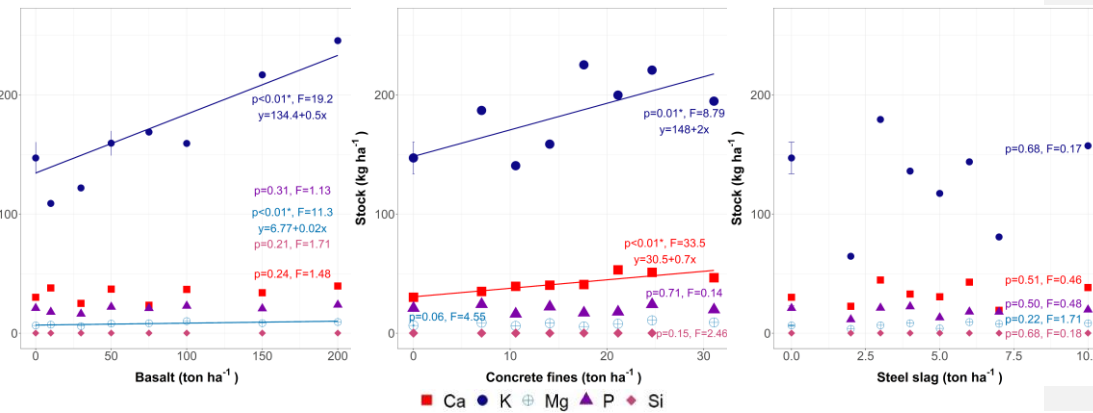 200
100
0
p<0.01*, F=19.2
y=134.4+0.5x
p=0.31, F=1.13
p<0.01*, F=11.3
y=6.77+0.02x
p=0.21, F=1.71
p=0.24, F=1.48
0 50 100 150 200
Basalt (ton ha-1)
Stock (kg ha-1)
200
100
0
p=0.01*, F=8.79
y=148+2x
p<0.01*, F=33.5
y=30.5+0.7x
p=0.71, F=0.14
p=0.06, F=4.55
p=0.15, F=2.46
0 10 20 30
Concrete fines (ton ha-1)
Stock (kg ha-1)
200
100
0
p=0.68, F=0.17
p=0.51, F=0.46
p=0.50, F=0.48
p=0.22, F=1.71
p=0.68, F=0.18
0.0 2.5 5.0 7.5 10.
Steel slag (ton ha-1)
Ca K Mg P Si